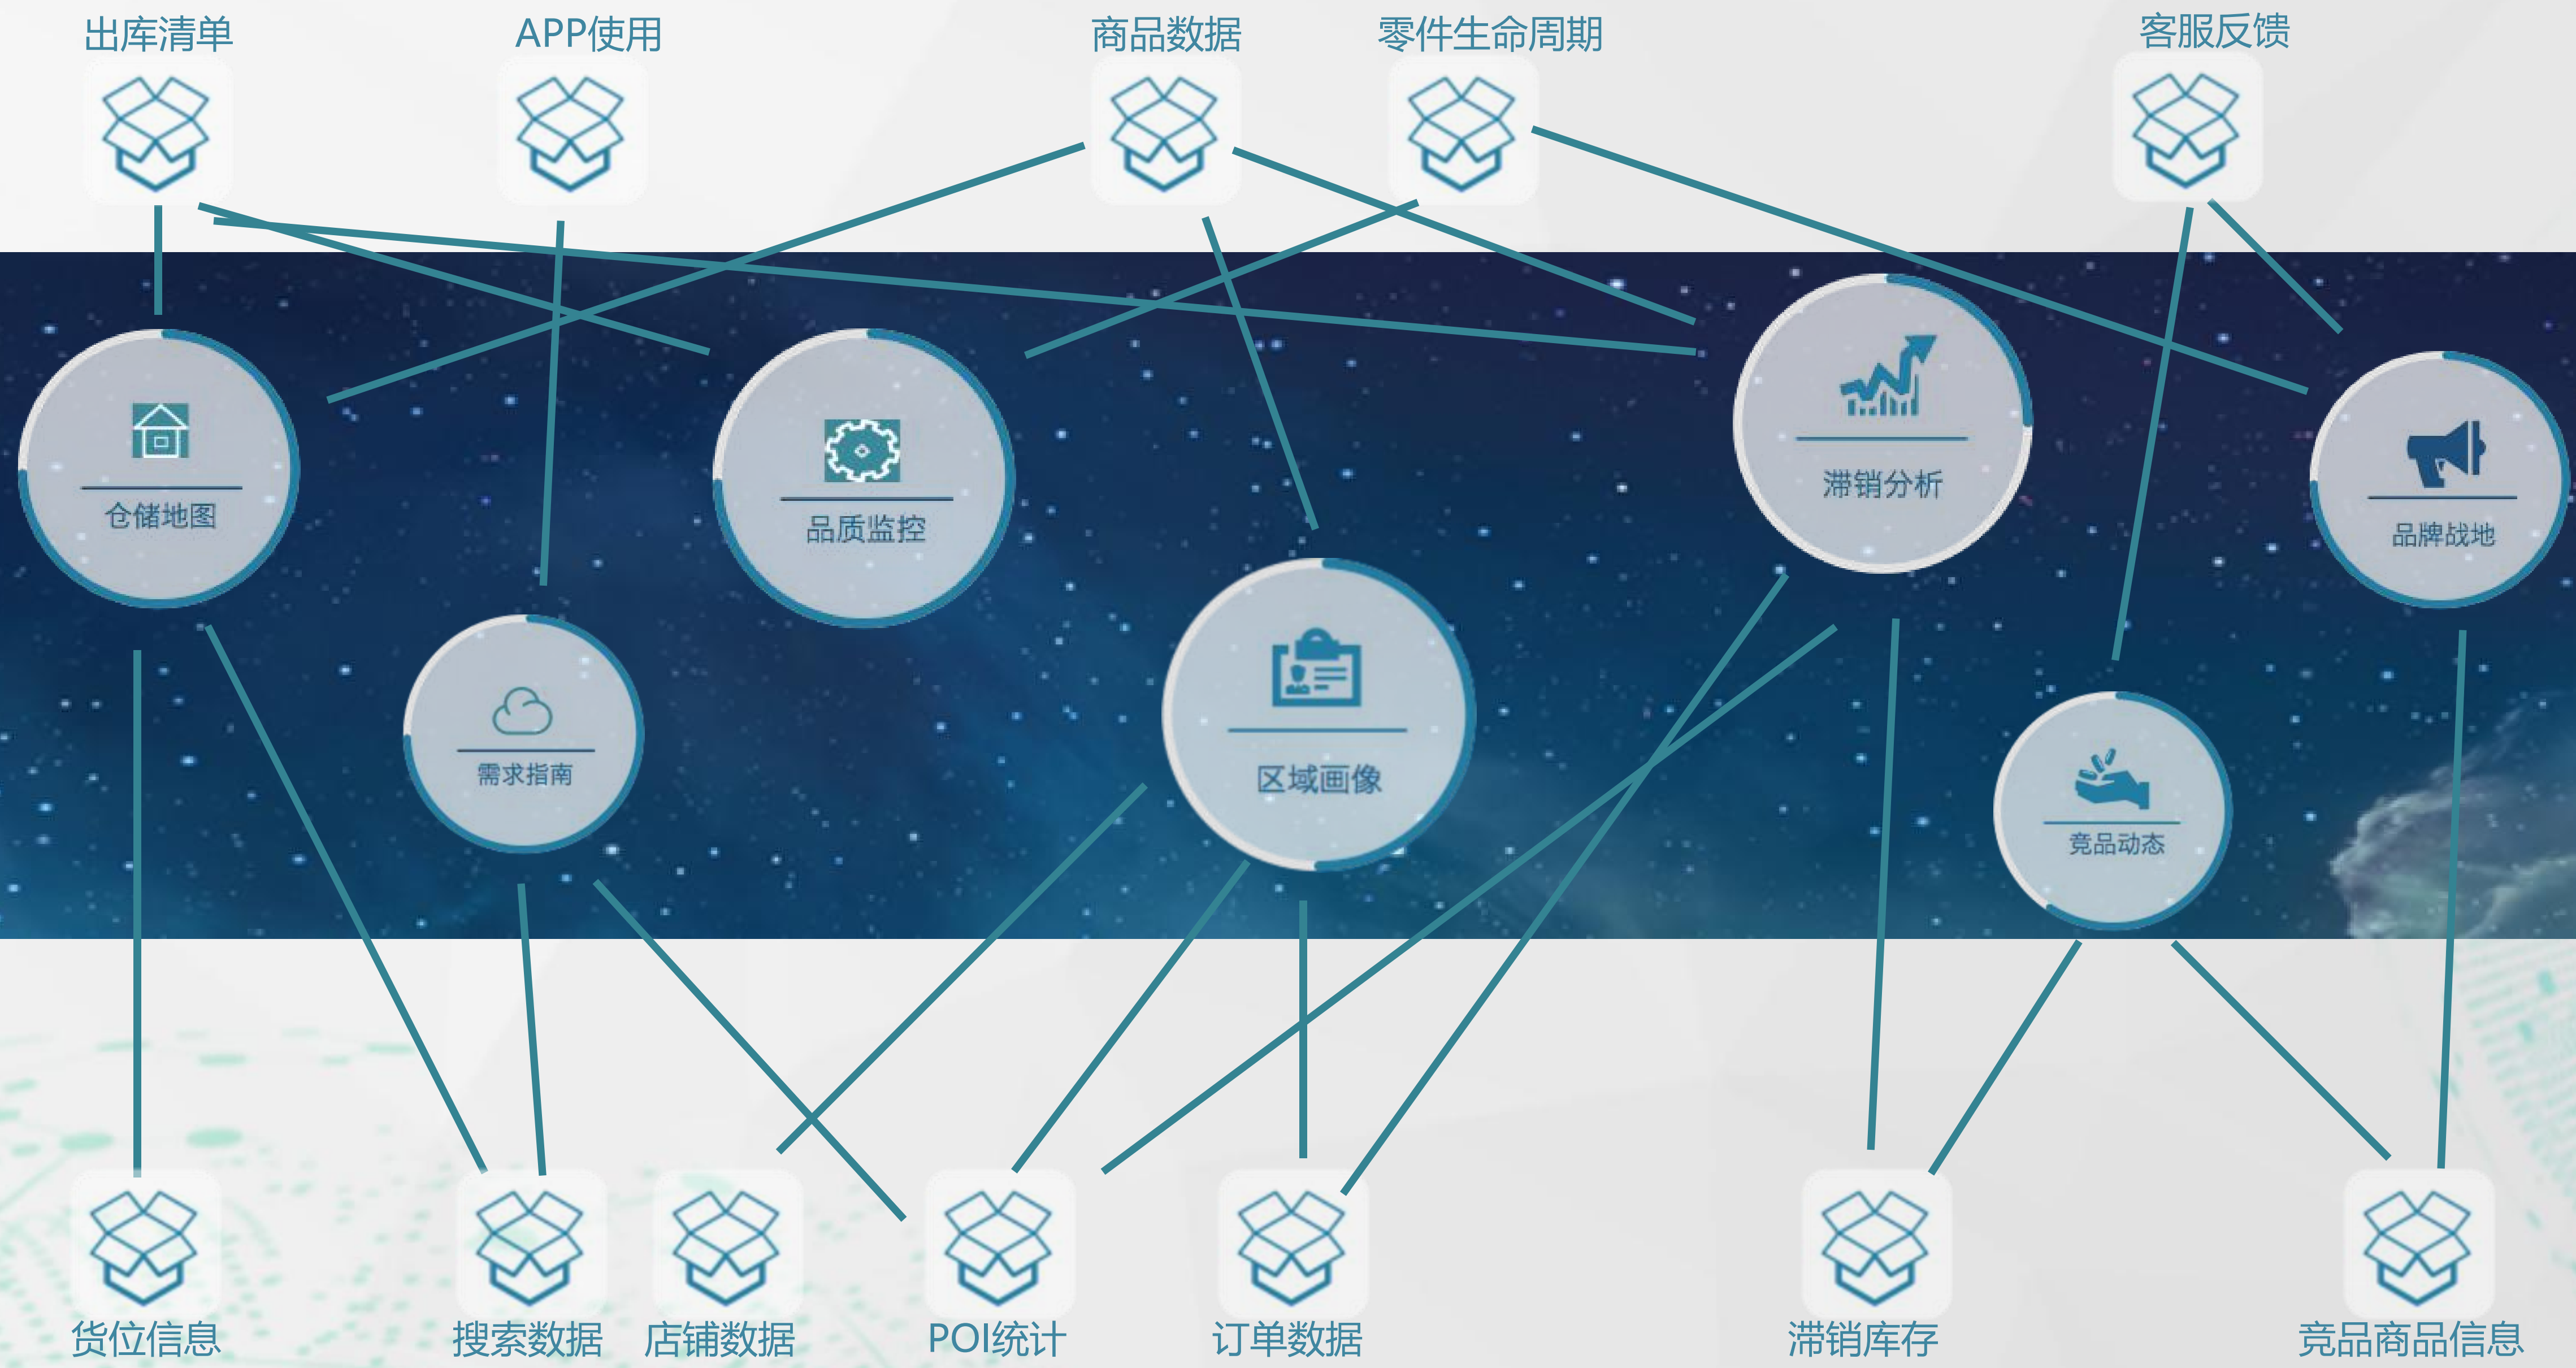 出库清单
APP使用
商品数据
零件生命周期
客服反馈
仓储地图
品质监控
滞销分析
品牌战地
需求指南
区域画像
竞品动态
货位信息
搜索数据
店铺数据
POI统计
订单数据
滞销库存
竞品商品信息